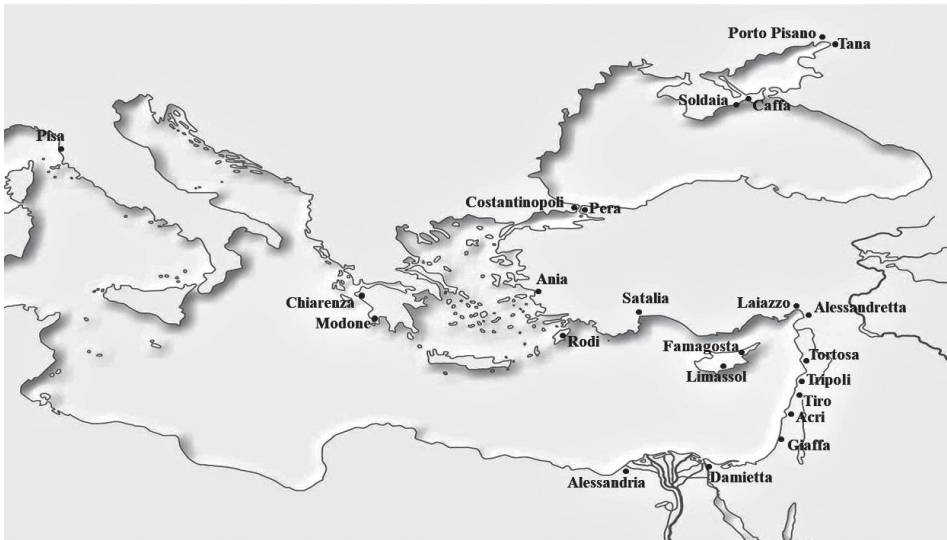 Porto Pisano
Tana
Soldaia
Caffa
Pisa
Costantinopoli
Pera
Ania
Chiarenza
Satalia
Laiazzo
Alessandretta
Modone
Rodi
Famagosta
Tortosa
Limassol
Tripoli
Tiro
Acri
Giaffa
Alessandria
Damietta